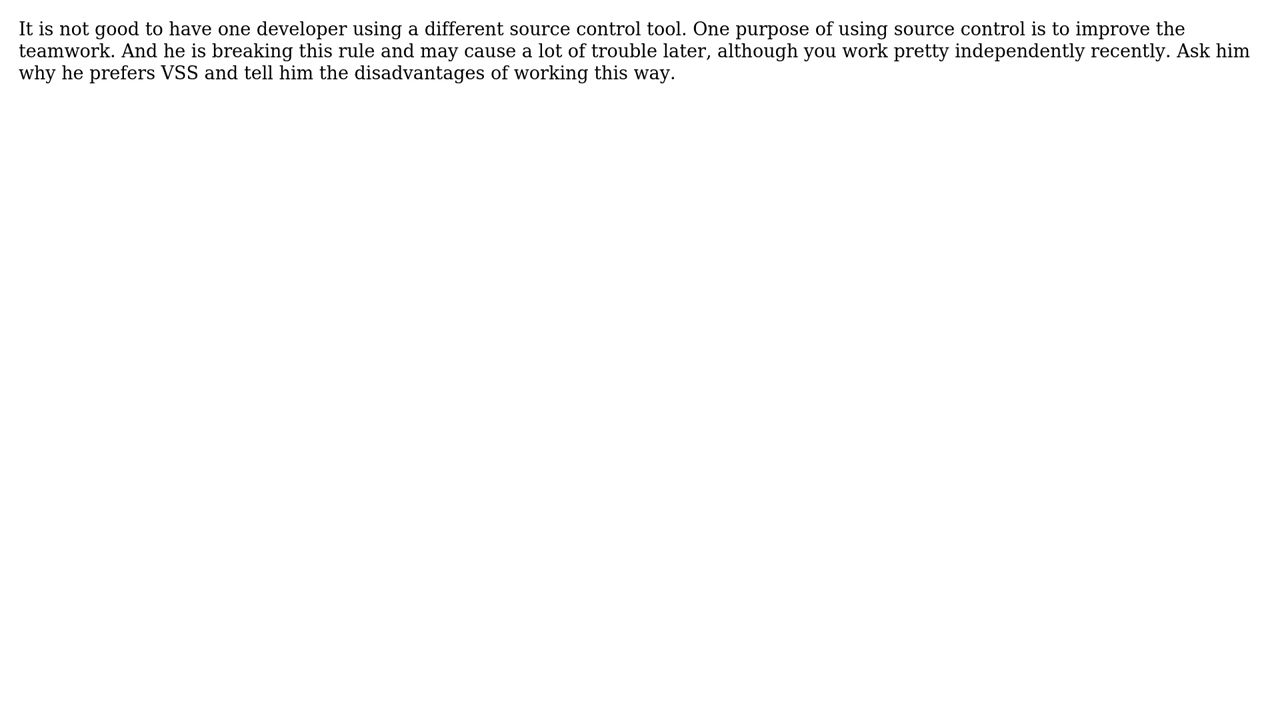 It is not good to have one developer using a different source control tool. One purpose of using source control is to improve the
teamwork. And he is breaking this rule and may cause a lot of trouble later, although you work pretty independently recently. Ask him
why he prefers VSS and tell him the disadvantages of working this way.